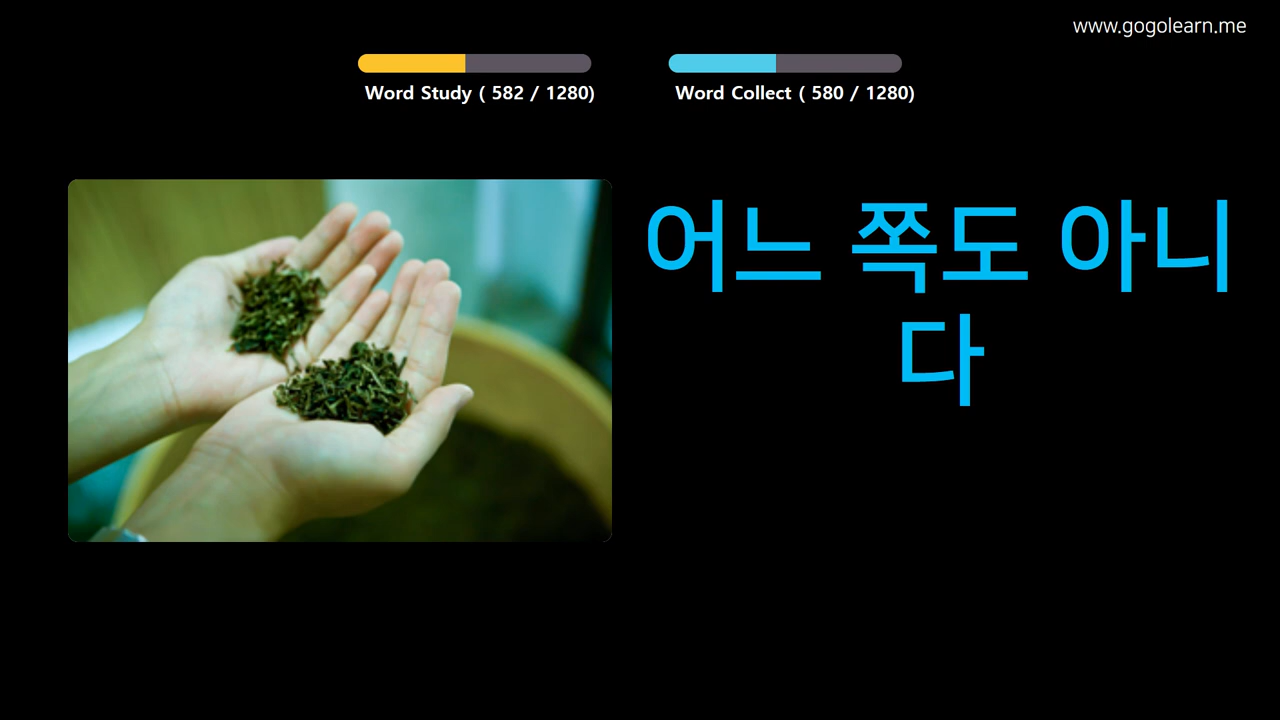 www.gogolearn.me
Word Study ( 582 / 1280)
Word Collect ( 580 / 1280)
어느 쪽도 아니
다